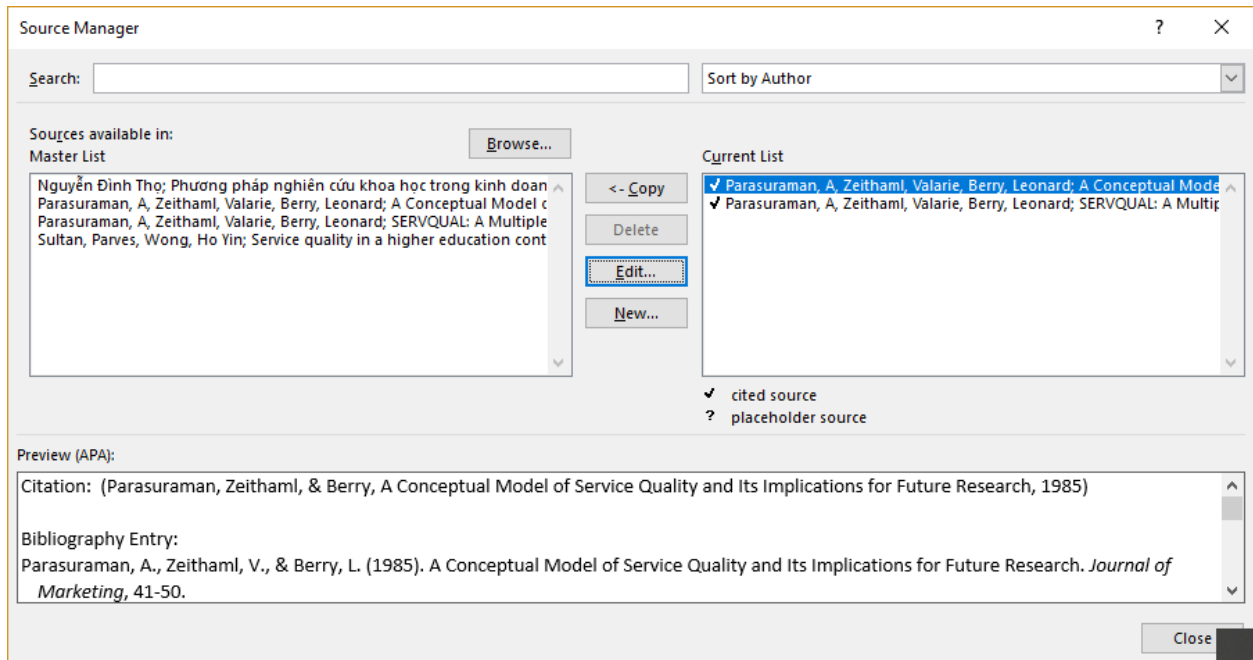 Source Manager
? X
Search:
Sort by Author
Sources available in:
Master List
Browse...
Current List
Nguyễn Đình Thọ; Phương pháp nghiên cứu khoa học trong kinh doan
Parasuraman, A, Zeithaml, Valarie, Berry, Leonard; A Conceptual Model c
Parasuraman, A, Zeithaml, Valarie, Berry, Leonard; SERVQUAL: A Multiple
Sultan, Parves, Wong, Ho Yin; Service quality in a higher education cont
<- Copy
Delete
Edit...
New...
✓ Parasuraman, A, Zeithaml, Valarie, Berry, Leonard; A Conceptual Mode
✓ Parasuraman, A, Zeithaml, Valarie, Berry, Leonard; SERVQUAL: A Multip
✓ cited source
? placeholder source
Preview (APA):
Citation: (Parasuraman, Zeithaml, & Berry, A Conceptual Model of Service Quality and Its Implications for Future Research, 1985)
Bibliography Entry:
Parasuraman, A., Zeithaml, V., & Berry, L. (1985). A Conceptual Model of Service Quality and Its Implications for Future Research. Journal of
Marketing, 41-50.
Close